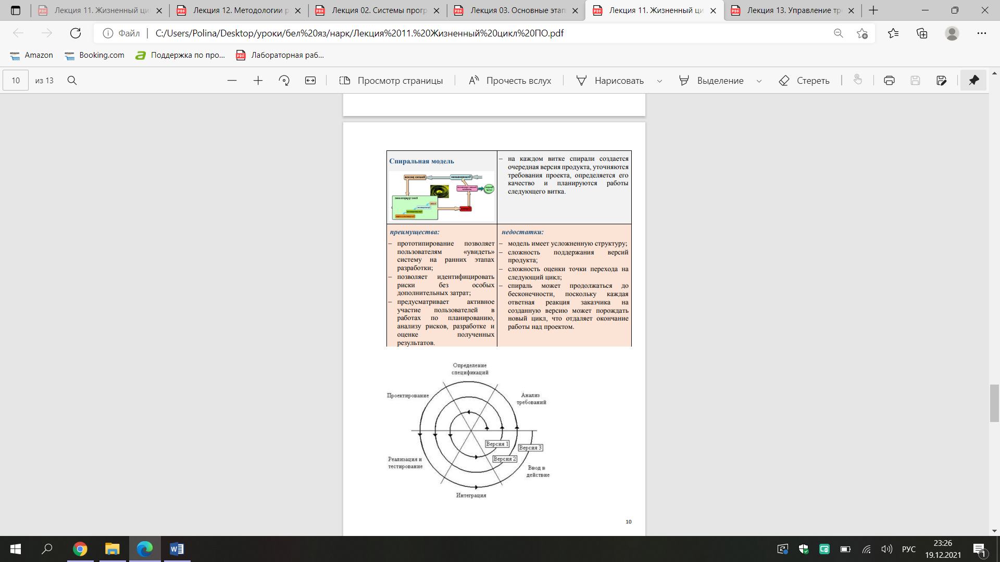 Лекция 11. Жизненный ци
Лекция 12. Методологии р
Лекция 02. Системы прогр
Лекция 03. Основные этап
Лекция 11. Жизненный ци
Лекция 13. Управление тр
Файл
C:/Users/Polina/Desktop/уроки/бел%20яз/нарк/Лекция%2011.%20Жизненный%20цикл%20ПО.pdf
Amazon
Booking.com
Поддержка по про...
Лабораторная раб...
10
из 13
Просмотр страницы
Прочесть вслух
Нарисовать
Выделение
Стереть
Спиральная модель
Анализ рисков
Планирование
Конструирование
Оценка
– на каждом витке спирали создается
очередная версия продукта, уточняются
требования проекта, определяется его
качество и планируются работы
следующего витка.
преимущества:
– прототипирование позволяет
пользователям «увидеть»
систему на ранних этапах
разработки;
– позволяет идентифицировать
риски без особых
дополнительных затрат;
– предусматривает активное
участие пользователей в
работах по планированию,
анализу рисков, разработке и
оценке полученных
результатов.
недостатки:
– модель имеет усложненную структуру;
– сложность поддержания версий
продукта;
– сложность оценки точки перехода на
следующий цикл;
– спираль может продолжаться до
бесконечности, поскольку каждая
ответная реакция заказчика на
созданную версию может порождать
новый цикл, что отдаляет окончание
работы над проектом.
Определение
спецификаций
Проектирование
Анализ
требований
Версия 1
Версия 3
Версия 2
Реализация и
тестирование
Ввод в
действие
Интеграция
10
РУС
23:26
19.12.2021
1